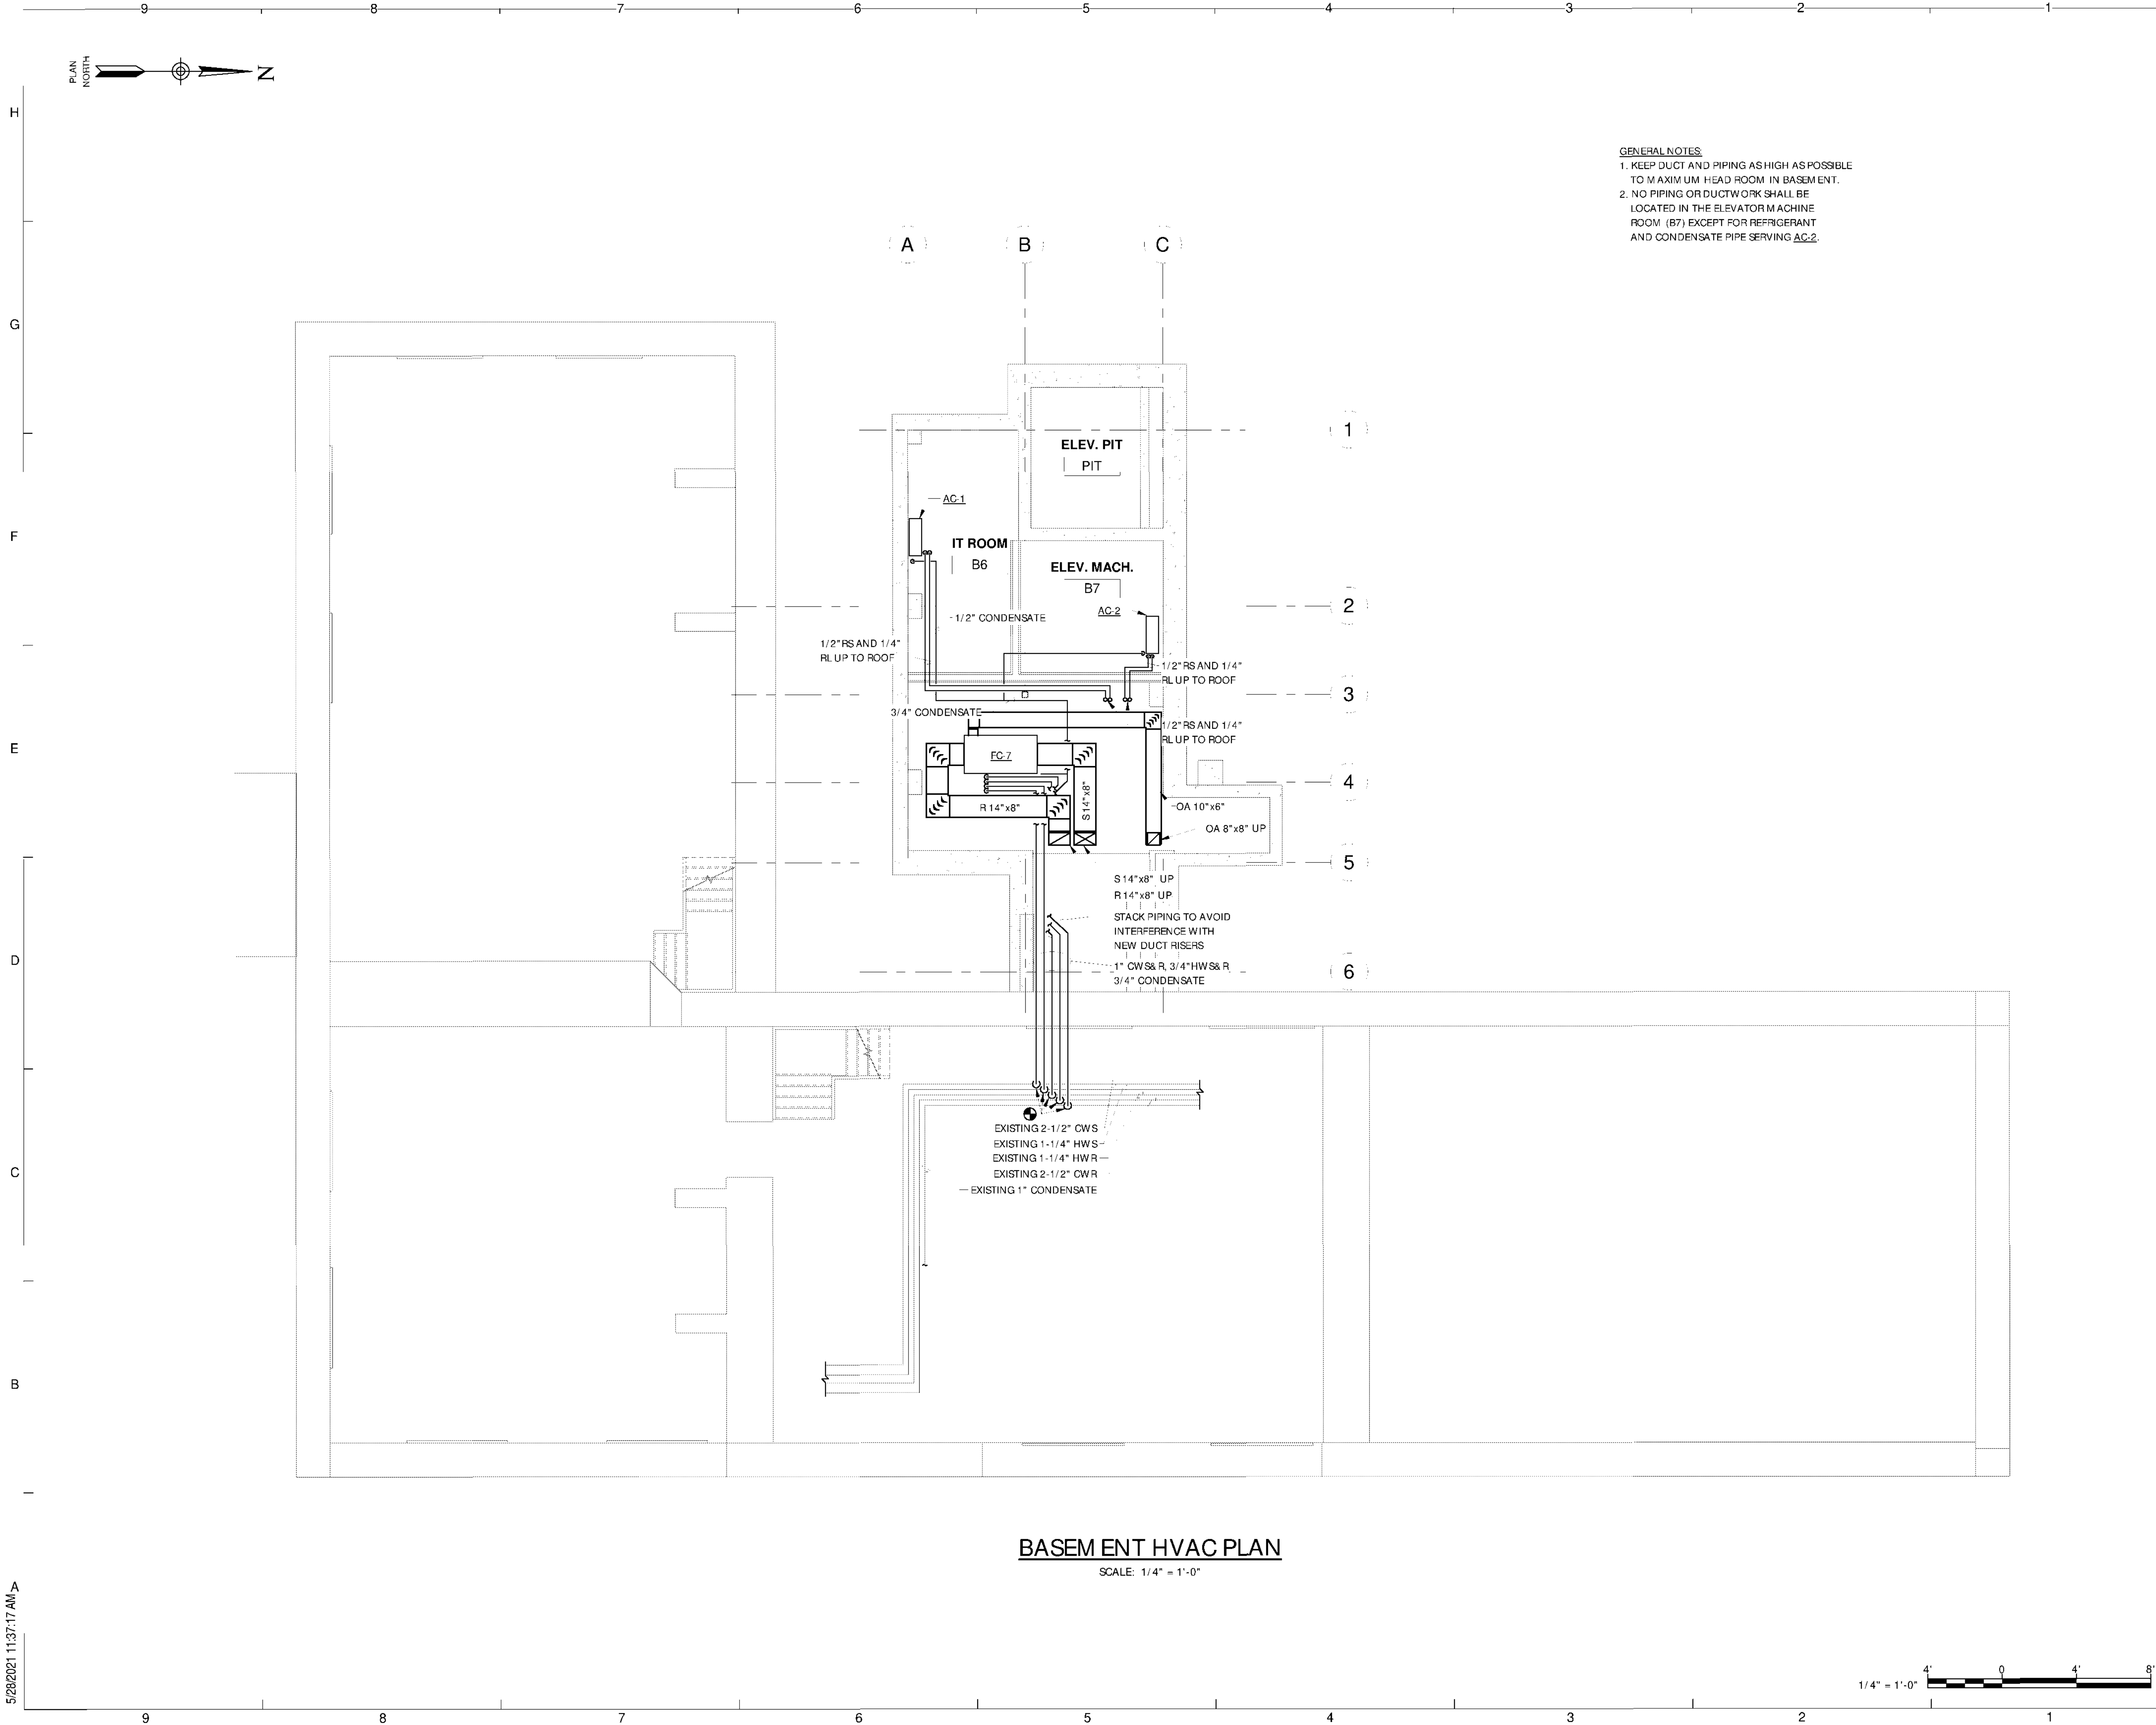 9 8 7 6 5 4 3 2 1
PLAN
NORTH
N
H
GENERAL NOTES:
1. KEEP DUCT AND PIPING AS HIGH AS POSSIBLE
TO MAXIMUM HEAD ROOM IN BASEMENT.
2. NO PIPING OR DUCTWORK SHALL BE
LOCATED IN THE ELEVATOR MACHINE
ROOM (B7) EXCEPT FOR REFRIGERANT
AND CONDENSATE PIPE SERVING AC-2.
A B C
G
1
ELEV. PIT
PIT
AC-1
F
IT ROOM
B6
ELEV. MACH.
B7
2
AC-2
1/2" CONDENSATE
1/2"RS AND 1/4"
RL UP TO ROOF
1/2"RS AND 1/4"
RL UP TO ROOF
3
3/4" CONDENSATE
1/2"RS AND 1/4"
RL UP TO ROOF
E
FC-7
4
S 14"x8"
R 14"x8"
OA 10"x6"
OA 8"x8" UP
5
S 14"x8" UP
R 14"x8" UP
STACK PIPING TO AVOID
INTERFERENCE WITH
NEW DUCT RISERS
D
1" CWS&R, 3/4"HWS&R
3/4" CONDENSATE
6
EXISTING 2-1/2" CWS
EXISTING 1-1/4" HWS
EXISTING 1-1/4" HWR
EXISTING 2-1/2" CWR
EXISTING 1" CONDENSATE
C
B
BASEMENT HVAC PLAN
SCALE: 1/4" = 1'-0"
A
5/28/2021 11:37:17 AM
4' 0 4' 8'
1/4" = 1'-0"
9 8 7 6 5 4 3 2 1